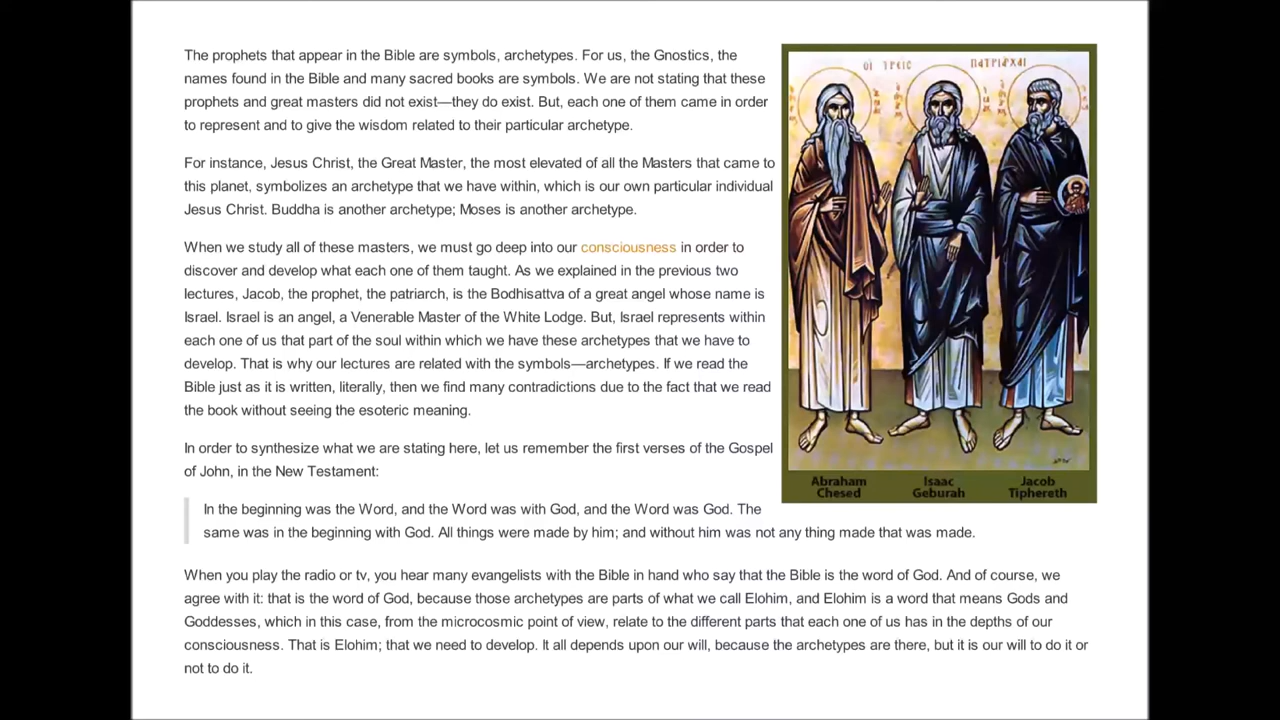 The prophets that appear in the Bible are symbols, archetypes. For us, the Gnostics, the
names found in the Bible and many sacred books are symbols. We are not stating that these
prophets and great masters did not exist—they do exist. But, each one of them came in order
to represent and to give the wisdom related to their particular archetype.
For instance, Jesus Christ, the Great Master, the most elevated of all the Masters that came to
this planet, symbolizes an archetype that we have within, which is our own particular individual
Jesus Christ. Buddha is another archetype; Moses is another archetype.
When we study all of these masters, we must go deep into our consciousness in order to
discover and develop what each one of them taught. As we explained in the previous two
lectures, Jacob, the prophet, the patriarch, is the Bodhisattva of a great angel whose name is
Israel. Israel is an angel, a Venerable Master of the White Lodge. But, Israel represents within
each one of us that part of the soul within which we have these archetypes that we have to
develop. That is why our lectures are related with the symbols—archetypes. If we read the
Bible just as it is written, literally, then we find many contradictions due to the fact that we read
the book without seeing the esoteric meaning.
In order to synthesize what we are stating here, let us remember the first verses of the Gospel
of John, in the New Testament:
In the beginning was the Word, and the Word was with God, and the Word was God. The
same was in the beginning with God. All things were made by him; and without him was not any thing made that was made.
When you play the radio or tv, you hear many evangelists with the Bible in hand who say that the Bible is the word of God. And of course, we
agree with it: that is the word of God, because those archetypes are parts of what we call Elohim, and Elohim is a word that means Gods and
Goddesses, which in this case, from the microcosmic point of view, relate to the different parts that each one of us has in the depths of our
consciousness. That is Elohim; that we need to develop. It all depends upon our will, because the archetypes are there, but it is our will to do it or
not to do it.
ΟΙ ΤΡΕΙΣ ΠΑΤΡΙΑΡΧΑΙ
Abraham Isaac Jacob
Chesed Geburah Tiphereth